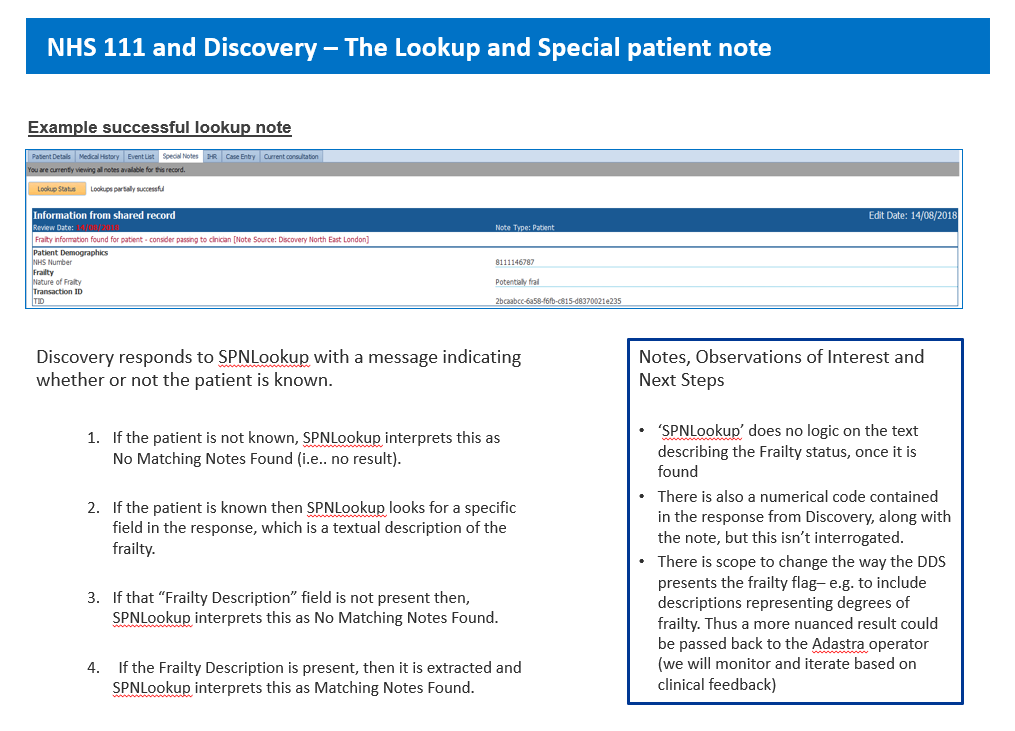 NHS 111 and Discovery – The Lookup and Special patient note
Example successful lookup note
Patient Details Medical History Event List Special Notes IHR Case Entry Current consultation
You are currently viewing all notes available for this record.
Lookup Status Lookups partially successful
Information from shared record Edit Date: 14/08/2018
Review Date: Note Type: Patient
Frailty information found for patient - consider passing to clinician [Note Source: Discovery North East London]
Patient Demographics
NHS Number 8111146787
Frailty
Nature of Frailty Potentially frail
Transaction ID
TID 2bcaabcc-6a58-f6fb-c815-d8370021e235
Discovery responds to SPNLookup with a message indicating
whether or not the patient is known.
1. If the patient is not known, SPNLookup interprets this as
No Matching Notes Found (i.e.. no result).
2. If the patient is known then SPNLookup looks for a specific
field in the response, which is a textual description of the
frailty.
3. If that “Frailty Description” field is not present then,
SPNLookup interprets this as No Matching Notes Found.
4. If the Frailty Description is present, then it is extracted and
SPNLookup interprets this as Matching Notes Found.
Notes, Observations of Interest and
Next Steps
• ‘SPNLookup’ does no logic on the text
describing the Frailty status, once it is
found
• There is also a numerical code contained
in the response from Discovery, along with
the note, but this isn’t interrogated.
• There is scope to change the way the DDS
presents the frailty flag– e.g. to include
descriptions representing degrees of
frailty. Thus a more nuanced result could
be passed back to the Adastra operator
(we will monitor and iterate based on
clinical feedback)